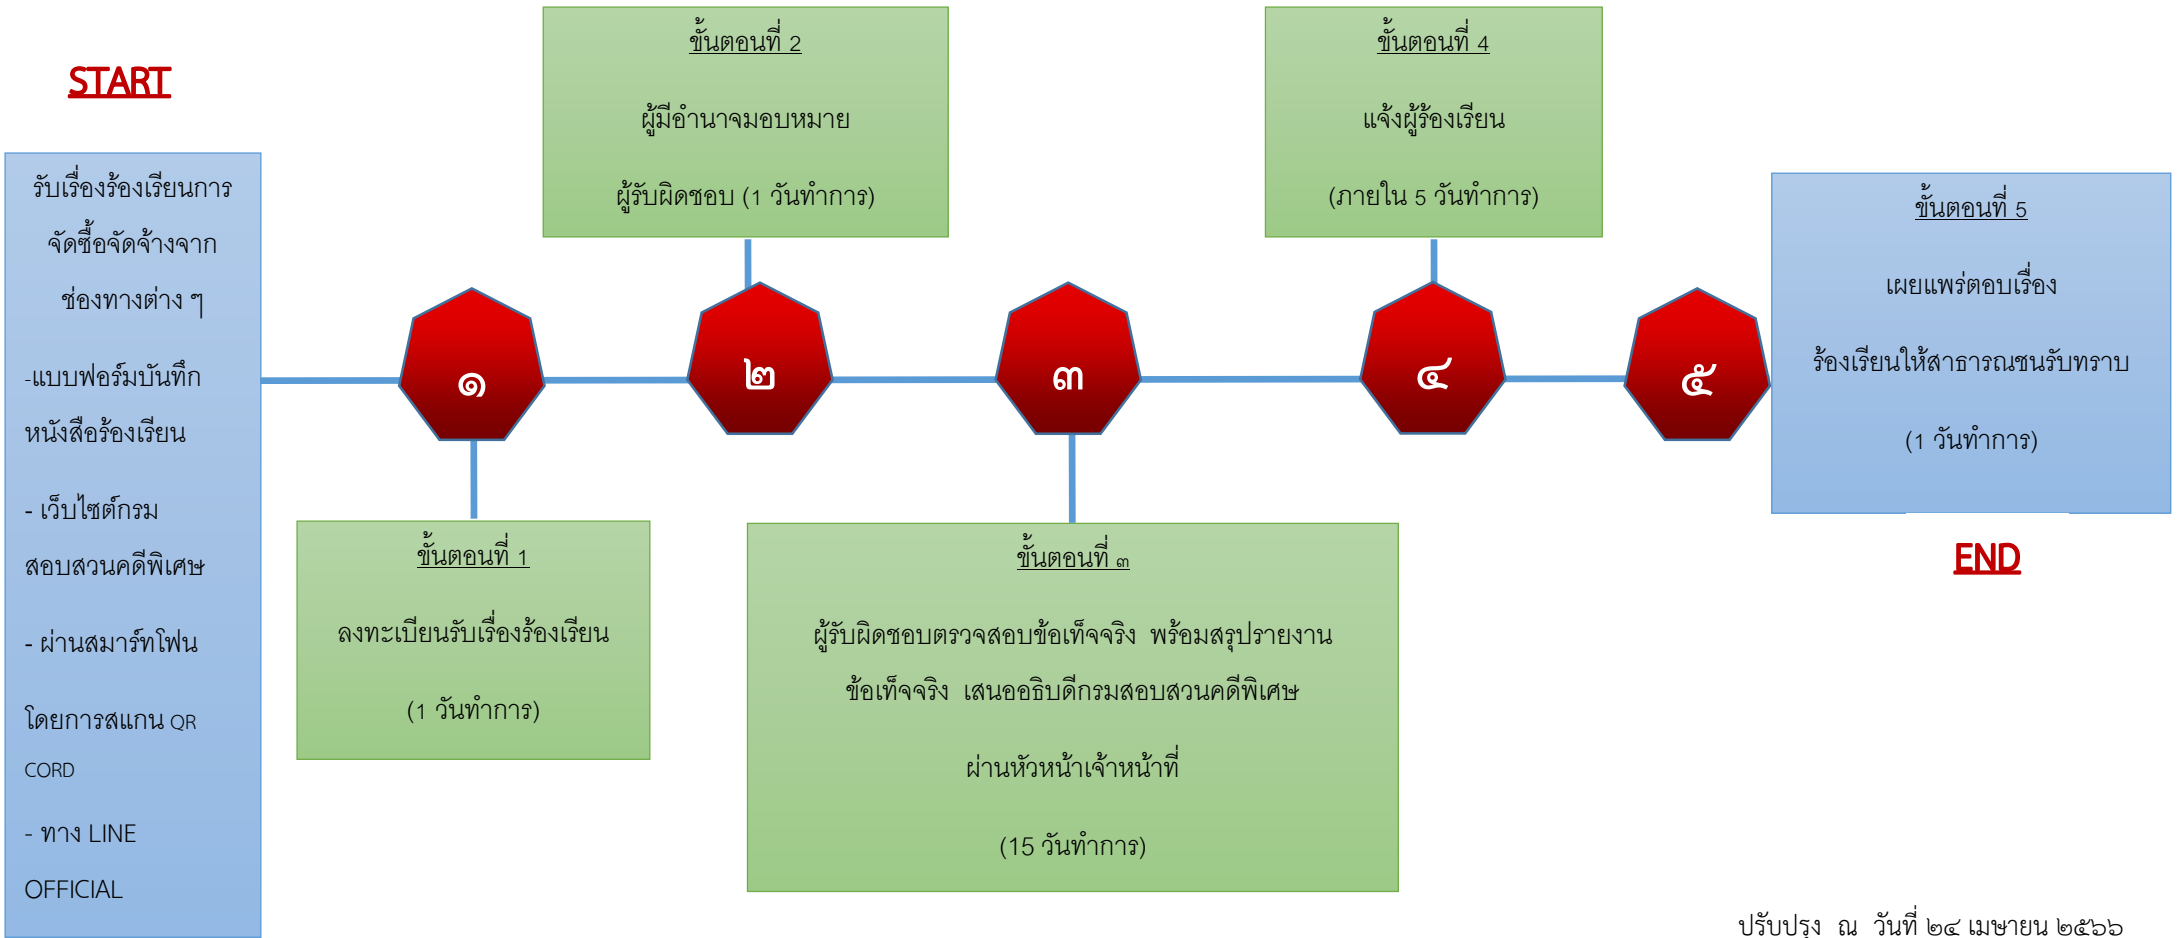 START
รับเรื่องร้องเรียนการ
จัดซื้อจัดจ้างจาก
ช่องทางต่าง ๆ
-แบบฟอร์มบันทึก
หนังสือร้องเรียน
- เว็บไซต์กรม
สอบสวนคดีพิเศษ
- ผ่านสมาร์ทโฟน
โดยการสแกน QR
CORD
- ทาง LINE
OFFICIAL
๑
ขั้นตอนที่ 1
ลงทะเบียนรับเรื่องร้องเรียน
(1 วันทำการ)
ขั้นตอนที่ 2
ผู้มีอำนาจมอบหมาย
ผู้รับผิดชอบ (1 วันทำการ)
๒
๓
ขั้นตอนที่ ๓
ผู้รับผิดชอบตรวจสอบข้อเท็จจริง พร้อมสรุปรายงาน
ข้อเท็จจริง เสนออธิบดีกรมสอบสวนคดีพิเศษ
ผ่านหัวหน้าเจ้าหน้าที่
(15 วันทำการ)
ขั้นตอนที่ 4
แจ้งผู้ร้องเรียน
(ภายใน 5 วันทำการ)
๔
๕
ขั้นตอนที่ 5
เผยแพร่ตอบเรื่อง
ร้องเรียนให้สาธารณชนรับทราบ
(1 วันทำการ)
END
ปรับปรุง ณ วันที่ ๒๔ เมษายน ๒๕๖๖